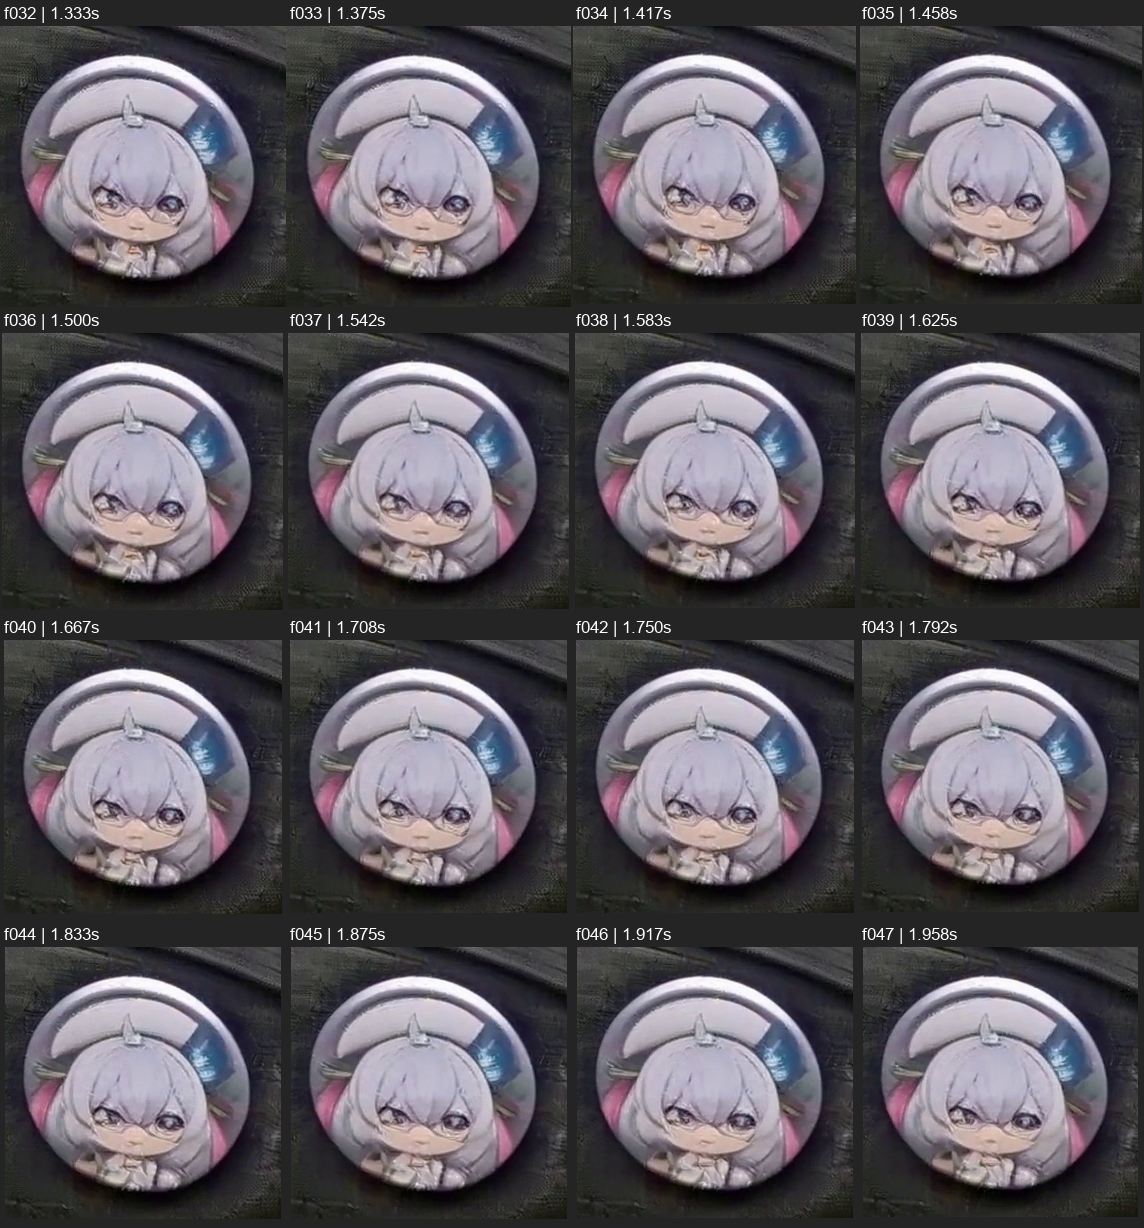 f032 | 1.333s
f033 | 1.375s
f034 | 1.417s
f035 | 1.458s
f036 | 1.500s
f037 | 1.542s
f038 | 1.583s
f039 | 1.625s
f040 | 1.667s
f041 | 1.708s
f042 | 1.750s
f043 | 1.792s
f044 | 1.833s
f045 | 1.875s
f046 | 1.917s
f047 | 1.958s